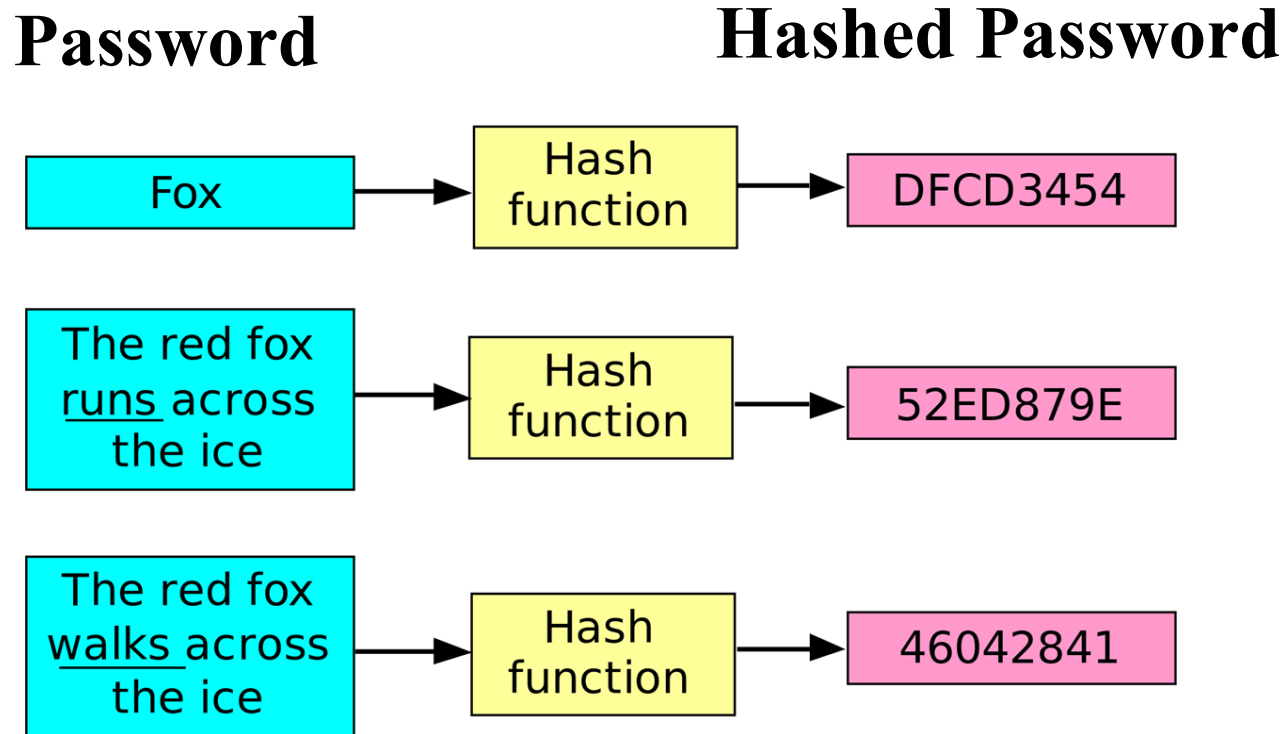 Password
Hashed Password
Fox
Hash
function
DFCD3454
The red fox
runs across
the ice
Hash
function
52ED879E
The red fox
walks across
the ice
Hash
function
46042841